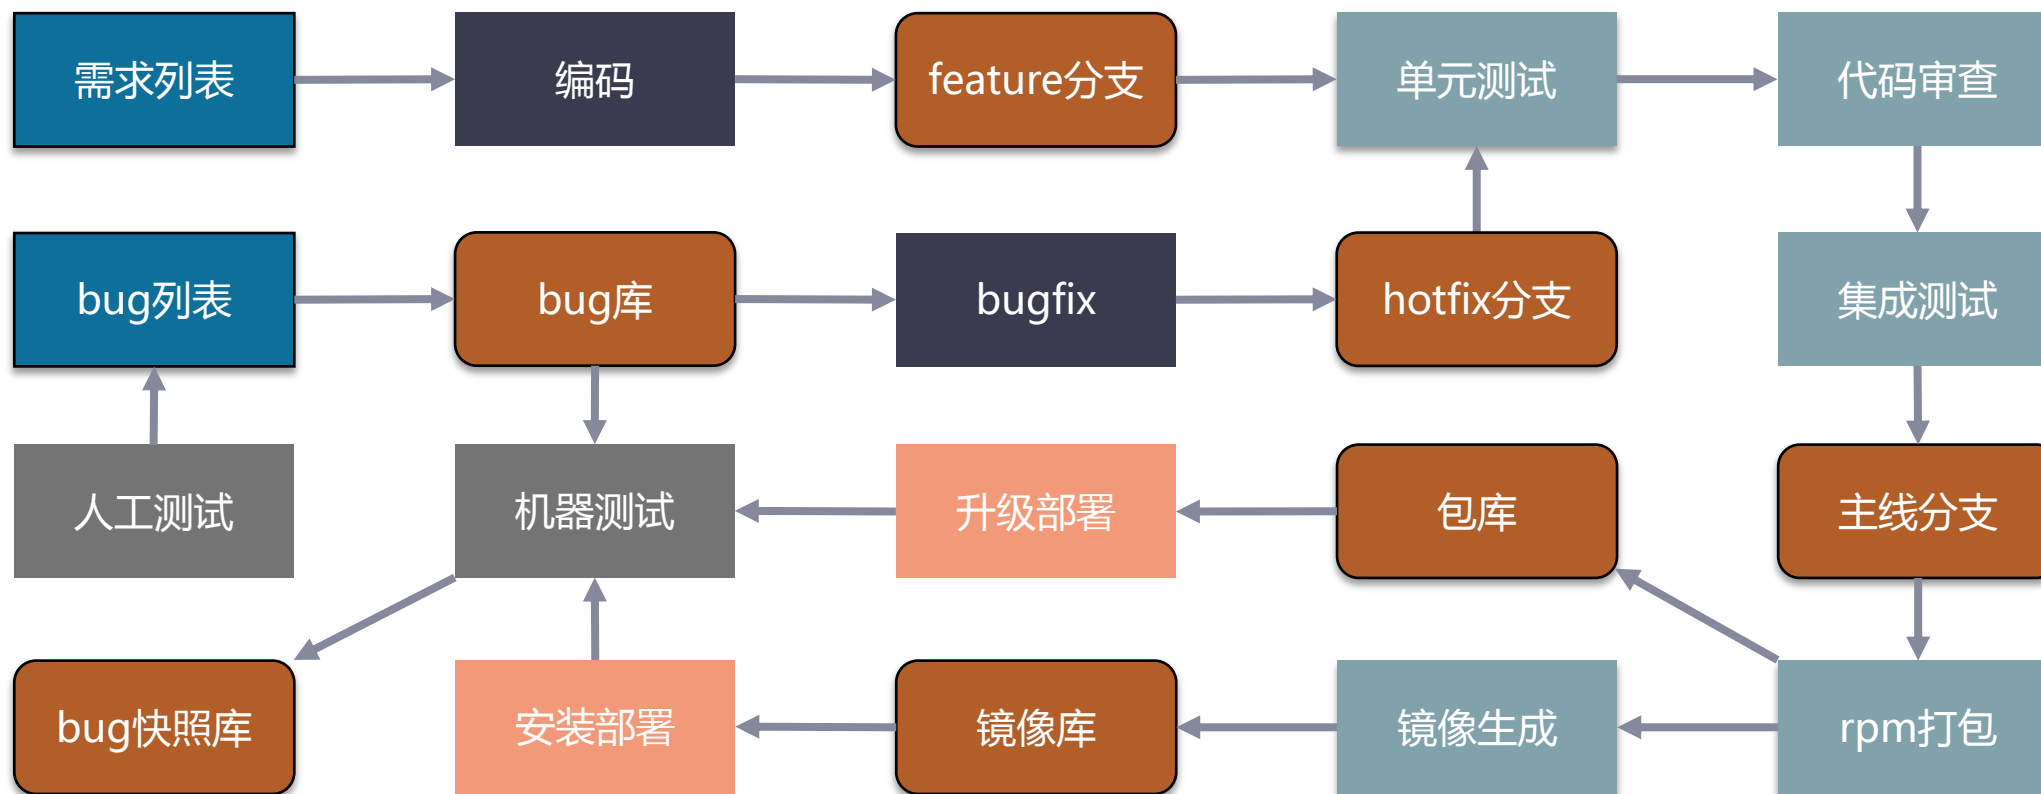 需求列表
编码
feature分支
单元测试
代码审查
bug列表
bug库
bugfix
hotfix分支
集成测试
人工测试
机器测试
升级部署
包库
主线分支
bug快照库
安装部署
镜像库
镜像生成
rpm打包